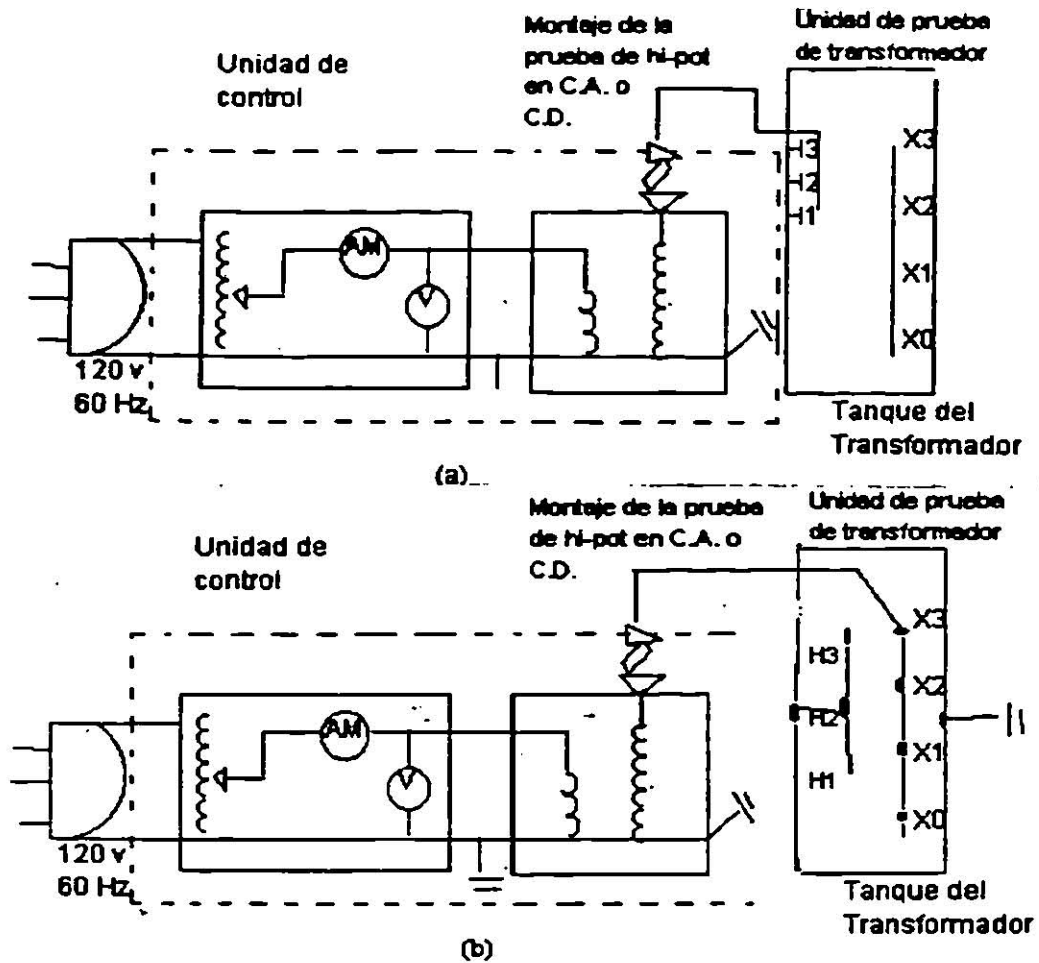 Unidad de
control
Montaje de la
prueba de hi-pot
en C.A. o
C.D.
Unidad de prueba
de transformador
H3
H2
H1
X3
X2
X1
X0
AM
V
120 v
60 Hz
Tanque del
Transformador
(a)
Unidad de
control
Montaje de la prueba
de hi-pot en C.A. o
C.D.
Unidad de prueba
de transformador
H3
H2
H1
X3
X2
X1
X0
AM
V
120 v
60 Hz
Tanque del
Transformador
(b)